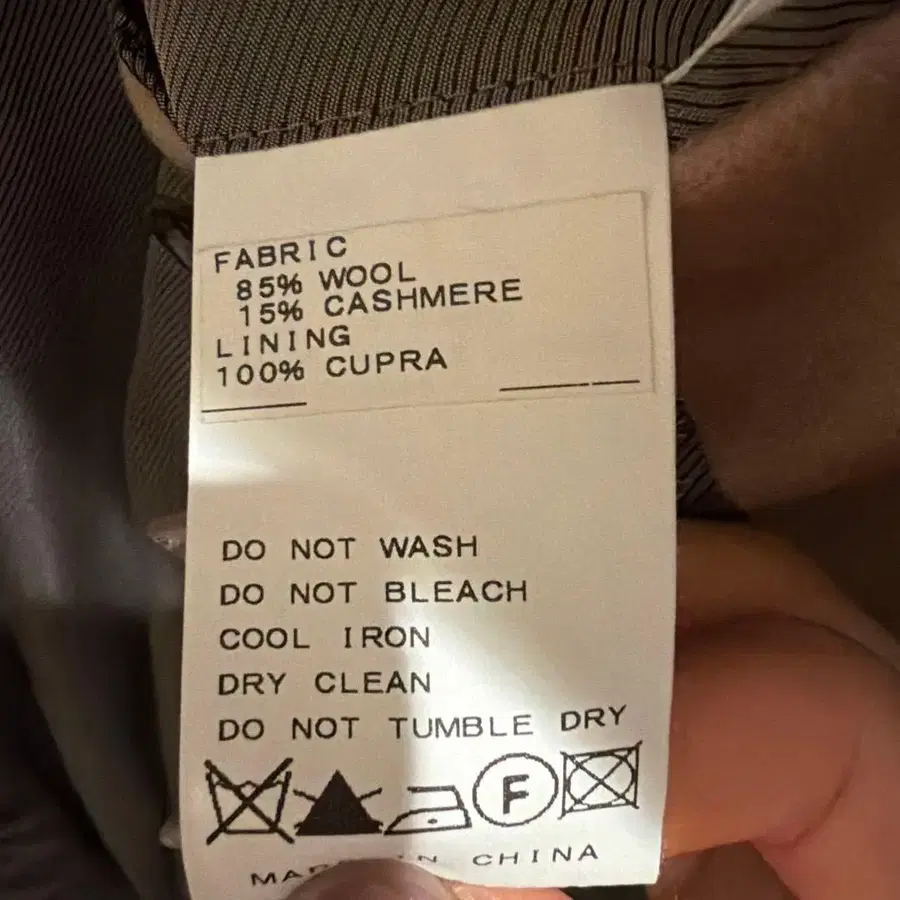 FABRIC
85% WOOL
15% CASHMERE
LINING
100% CUPRA
DO NOT WASH
DO NOT BLEACH
COOL IRON
DRY CLEAN
DO NOT TUMBLE DRY
F
CHINA